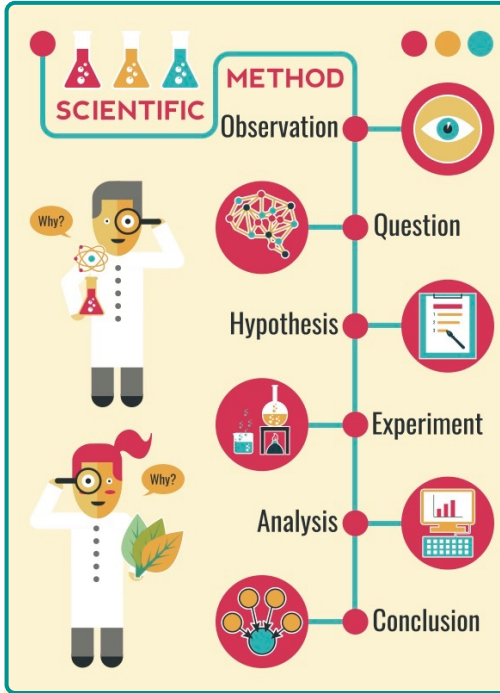 SCIENTIFIC
METHOD
Observation
Why?
Question
Hypothesis
Experiment
Why?
Analysis
Conclusion